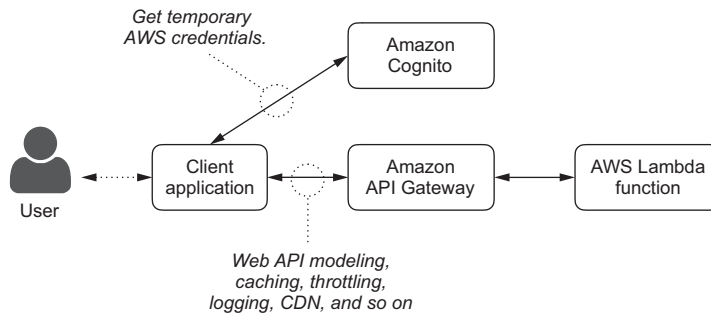 Get temporary
AWS credentials.
Amazon
Cognito
User
Client
application
Amazon
API Gateway
AWS Lambda
function
Web API modeling,
caching, throttling,
logging, CDN, and so on